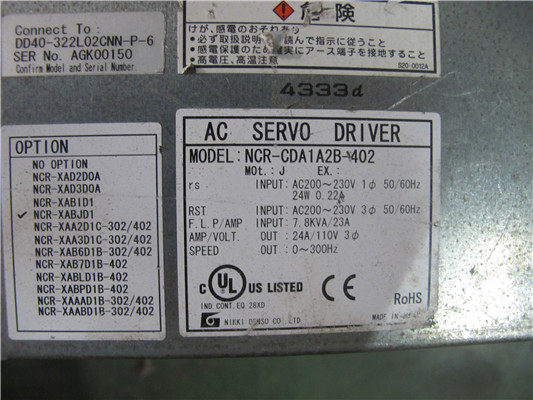 Connect To:
DD40-322L02CNN-P-6
SER No. AGK00150
Confirm Model and Serial Number.
危険
けが、感電のおそれあり
●必ず取扱説明 読んで指示に従うこと
●感電保護のため 実にアース端子を接地すること
●高電圧、高温注意
S20-0012A
4333d
OPTION
NO OPTION
NCR-XAD2D0A
NCR-XAD3D0A
NCR-XABID1
✓ NCR-XABJD1
NCR-XAA2D1C-302/402
NCR-XAA3D1C-302/402
NCR-XAB6D1B-302/402
NCR-XAB7D1B-402
NCR-XABLD1B-402
NCR-XABPD1B-402
NCR-XAAAD1B-302/402
NCR-XAABD1B-302/402
AC SERVO DRIVER
MODEL: NCR-CDA1A2B-402
MOt.: J EX.:
rs INPUT: AC200～230V 1φ 50/60Hz
24W 0.22A
RST INPUT: AC200～230V 3φ 50/60Hz
F.L.P/AMP INPUT: 7.8KVA/23A
AMP/VOLT. OUT : 24A/110V 3φ
SPEED OUT : 0～300Hz
C UL US LISTED CE
IND. CONT. EQ. 28XD
RoHS
NIKKI DENSO CO., LTD.
MADE IN